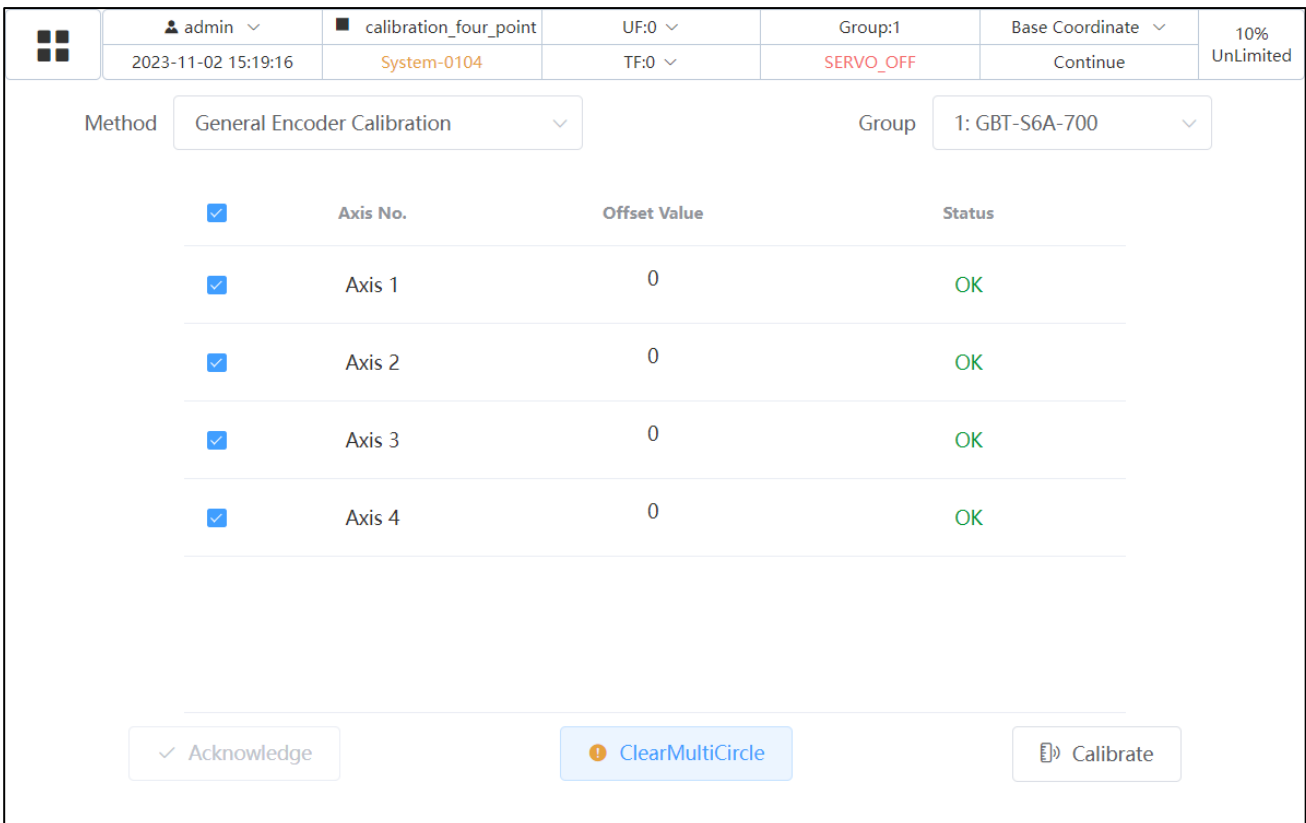 admin calibration_four_point UF:0 Group:1 Base Coordinate 10%
2023-11-02 15:19:16 System-0104 TF:0 SERVO_OFF Continue UnLimited
Method General Encoder Calibration Group 1: GBT-S6A-700
Axis No. Offset Value Status
Axis 1 0 OK
Axis 2 0 OK
Axis 3 0 OK
Axis 4 0 OK
Acknowledge ClearMultiCircle Calibrate